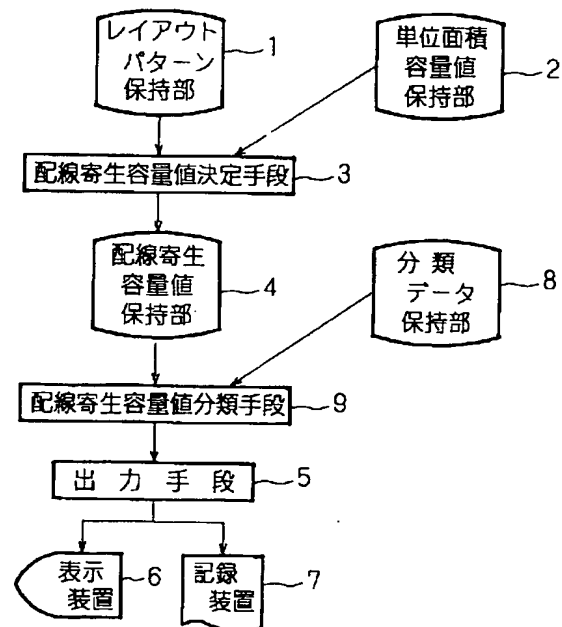 レイアウト
パターン
保持部
1
単位面積
容量値
保持部
2
配線寄生容量値決定手段
3
配線寄生
容量値
保持部
4
分類
データ
保持部
8
配線寄生容量値分類手段
9
出力手段
5
表示
装置
6
記録
装置
7